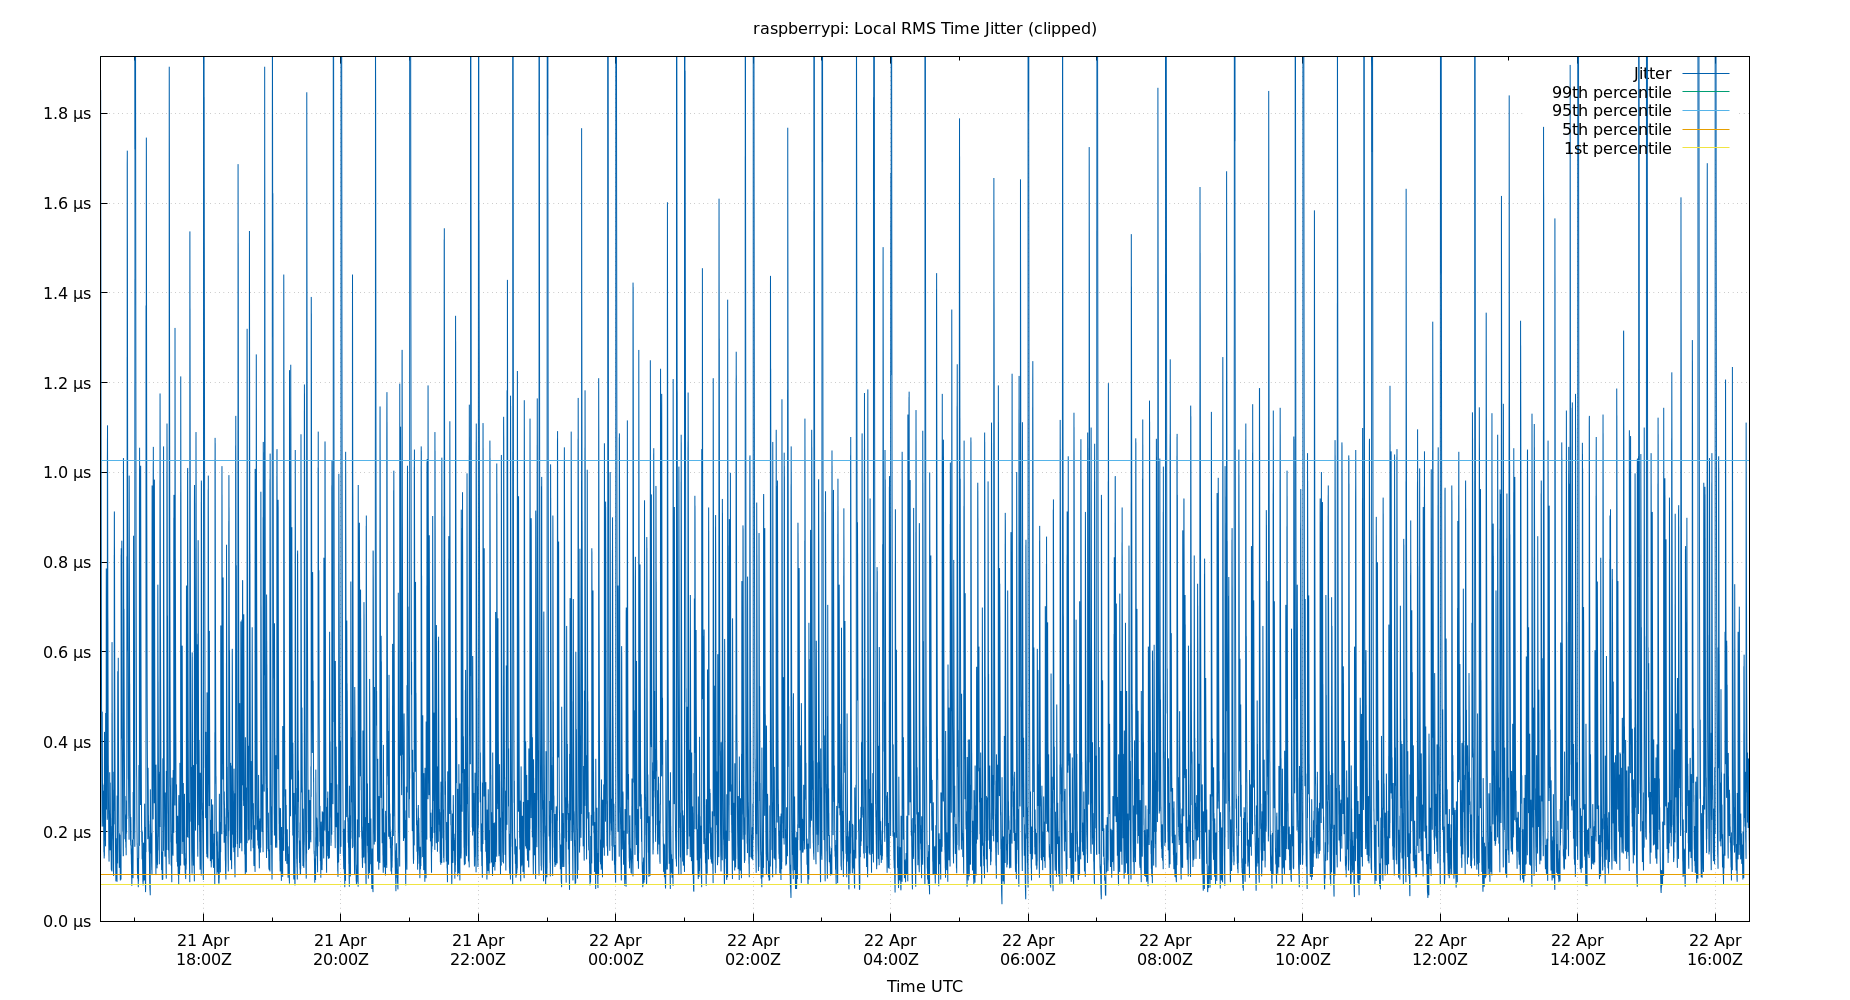 raspberrypi: Local RMS Time Jitter (clipped)
Jitter
99th percentile
95th percentile
5th percentile
1st percentile
1.8 µs
1.6 µs
1.4 µs
1.2 µs
1.0 µs
0.8 µs
0.6 µs
0.4 µs
0.2 µs
0.0 µs
21 Apr 21 Apr 21 Apr 22 Apr 22 Apr 22 Apr 22 Apr 22 Apr 22 Apr 22 Apr 22 Apr 22 Apr
18:00Z 20:00Z 22:00Z 00:00Z 02:00Z 04:00Z 06:00Z 08:00Z 10:00Z 12:00Z 14:00Z 16:00Z
Time UTC